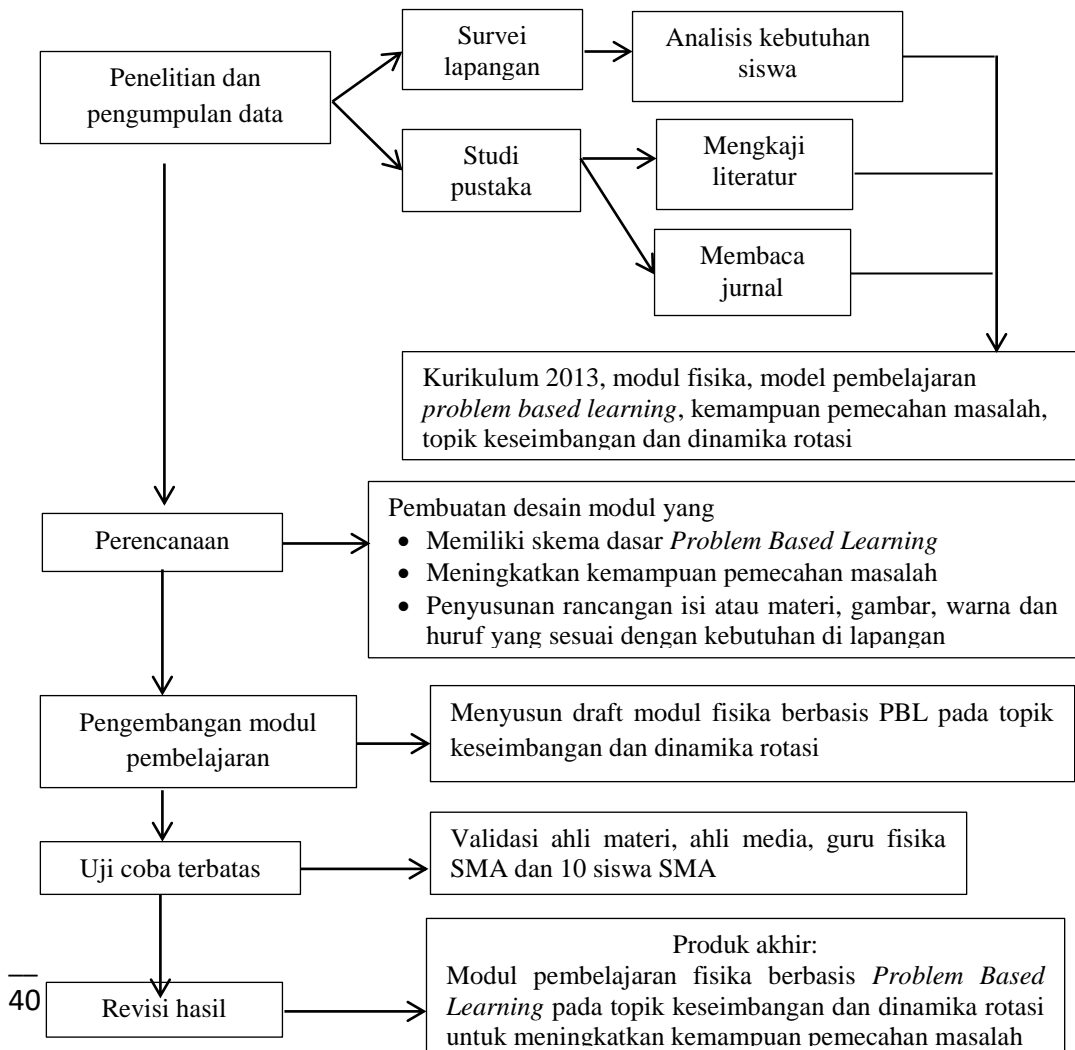 Penelitian dan
pengumpulan data
Survei
lapangan
Analisis kebutuhan
siswa
Studi
pustaka
Mengkaji
literatur
Membaca
jurnal
Kurikulum 2013, modul fisika, model pembelajaran
problem based learning, kemampuan pemecahan masalah,
topik keseimbangan dan dinamika rotasi
Perencanaan
Pembuatan desain modul yang
• Memiliki skema dasar Problem Based Learning
• Meningkatkan kemampuan pemecahan masalah
• Penyusunan rancangan isi atau materi, gambar, warna dan
huruf yang sesuai dengan kebutuhan di lapangan
Pengembangan modul
pembelajaran
Menyusun draft modul fisika berbasis PBL pada topik
keseimbangan dan dinamika rotasi
Uji coba terbatas
Validasi ahli materi, ahli media, guru fisika
SMA dan 10 siswa SMA
Revisi hasil
Produk akhir:
Modul pembelajaran fisika berbasis Problem Based
Learning pada topik keseimbangan dan dinamika rotasi
untuk meningkatkan kemampuan pemecahan masalah
40